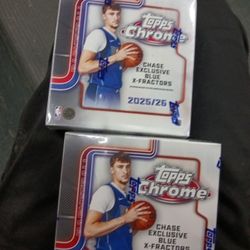 Topps
Chrome
CHASE
EXCLUSIVE
BLUE
X-FRACTORS
2025/26
Topps
Chrome
CHASE
EXCLUSIVE
BLUE
X-FRACTORS